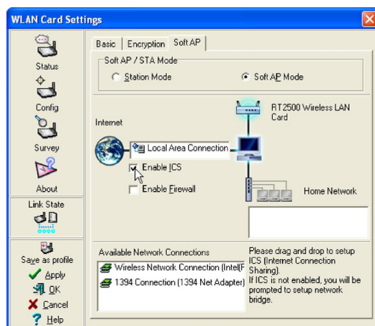 WLAN Card Settings
Status
Config
Survey
About
Link State
Save as profile
Apply
OK
Cancel
Help
Basic
Encryption
Soft AP
Soft AP / STA Mode
Station Mode
Soft AP Mode
RT2500 Wireless LAN
Card
Internet
Local Area Connection
Enable ICS
Enable Firewall
Home Network
Available Network Connections
Wireless Network Connection (Intel(F
1394 Connection (1394 Net Adapter)
Please drag and drop to setup
ICS (Internet Connection
Sharing).
If ICS is not enabled, you will be
prompted to setup network
bridge.